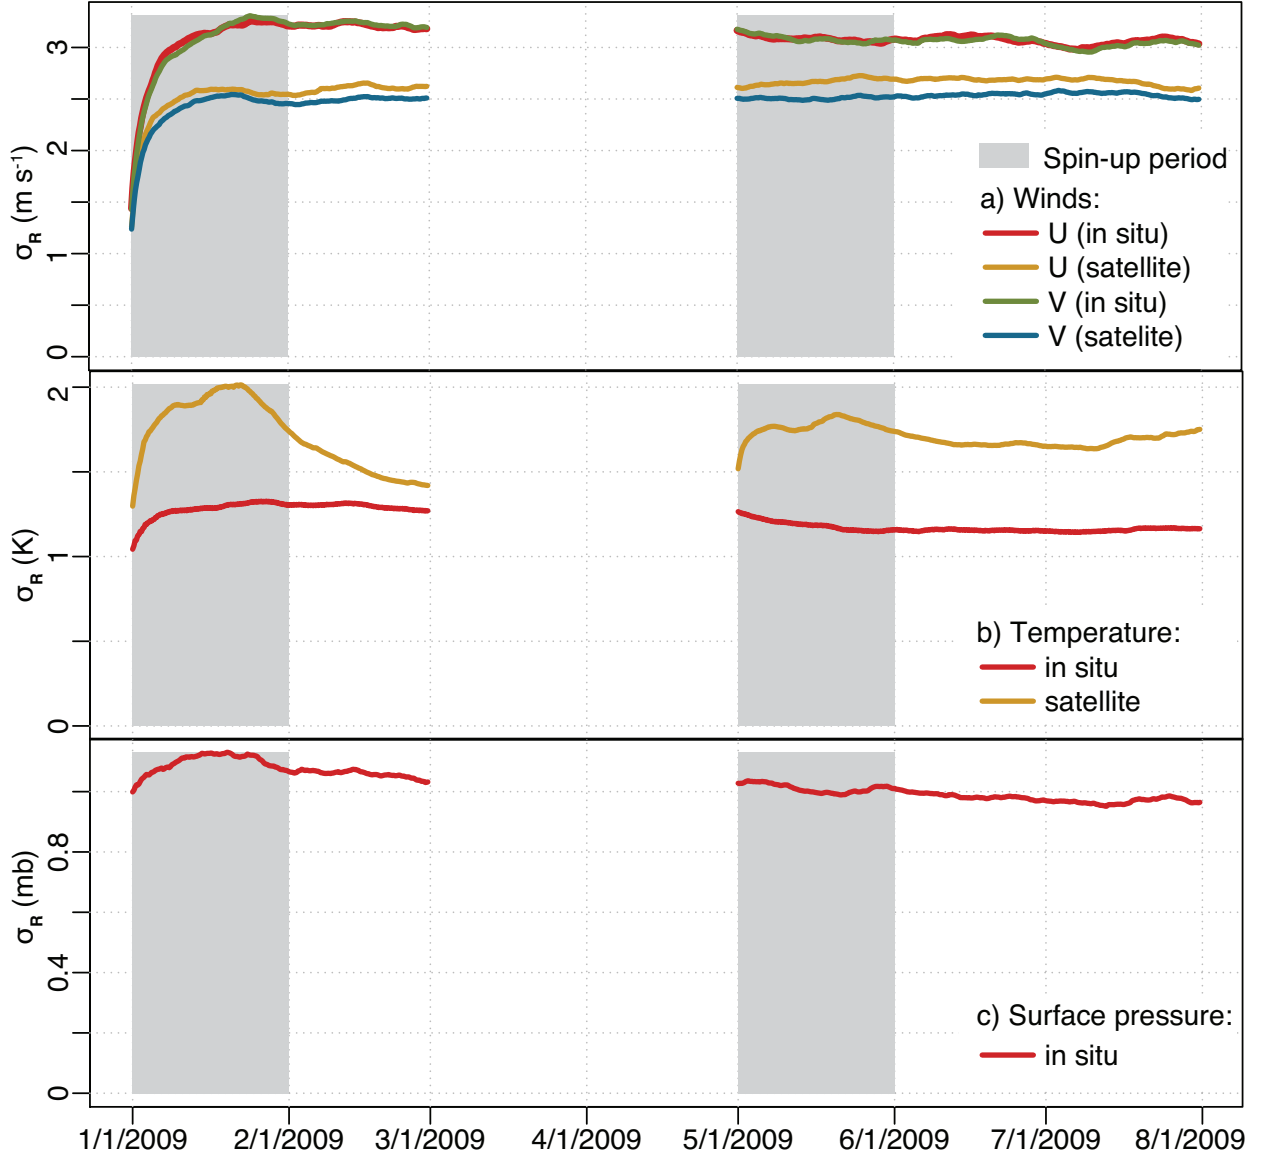 3
2
1
0
σR (m s-1)
Spin-up period
a) Winds:
U (in situ)
U (satellite)
V (in situ)
V (satelite)
2
1
0
σR (K)
b) Temperature:
in situ
satellite
0.8
0.4
0
σR (mb)
c) Surface pressure:
in situ
1/1/2009 2/1/2009 3/1/2009 4/1/2009 5/1/2009 6/1/2009 7/1/2009 8/1/2009